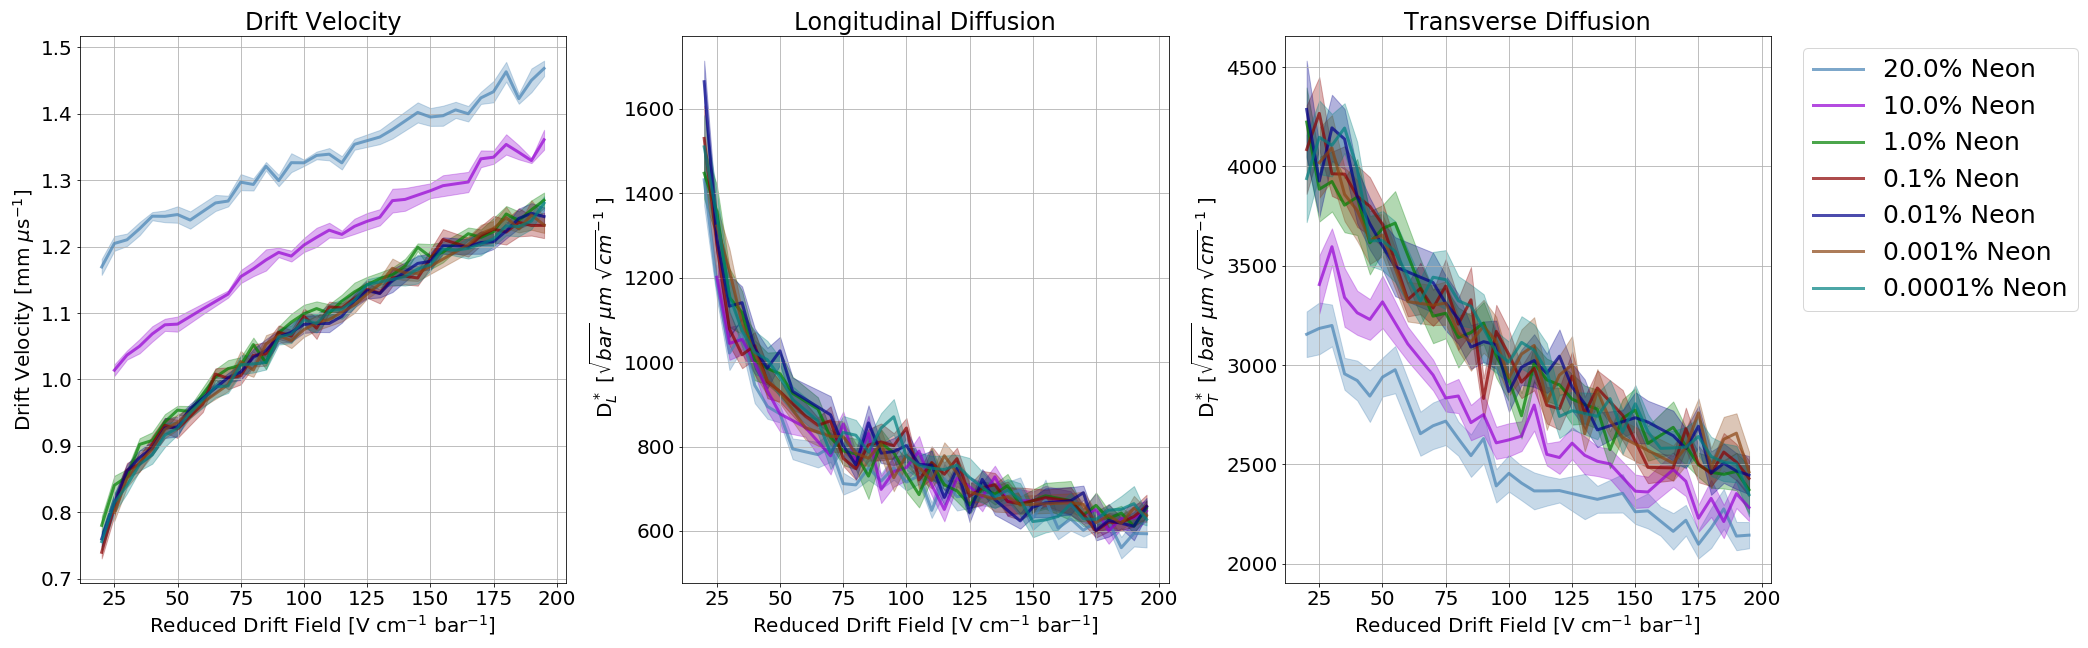 Drift Velocity
Longitudinal Diffusion
Transverse Diffusion
Drift Velocity [mm μs⁻¹]
1.5
1.4
1.3
1.2
1.1
1.0
0.9
0.8
0.7
25 50 75 100 125 150 175 200
Reduced Drift Field [V cm⁻¹ bar⁻¹]
D_L* [√bar μm √cm⁻¹ ]
1600
1400
1200
1000
800
600
25 50 75 100 125 150 175 200
Reduced Drift Field [V cm⁻¹ bar⁻¹]
D_T* [√bar μm √cm⁻¹ ]
4500
4000
3500
3000
2500
2000
25 50 75 100 125 150 175 200
Reduced Drift Field [V cm⁻¹ bar⁻¹]
20.0% Neon
10.0% Neon
1.0% Neon
0.1% Neon
0.01% Neon
0.001% Neon
0.0001% Neon